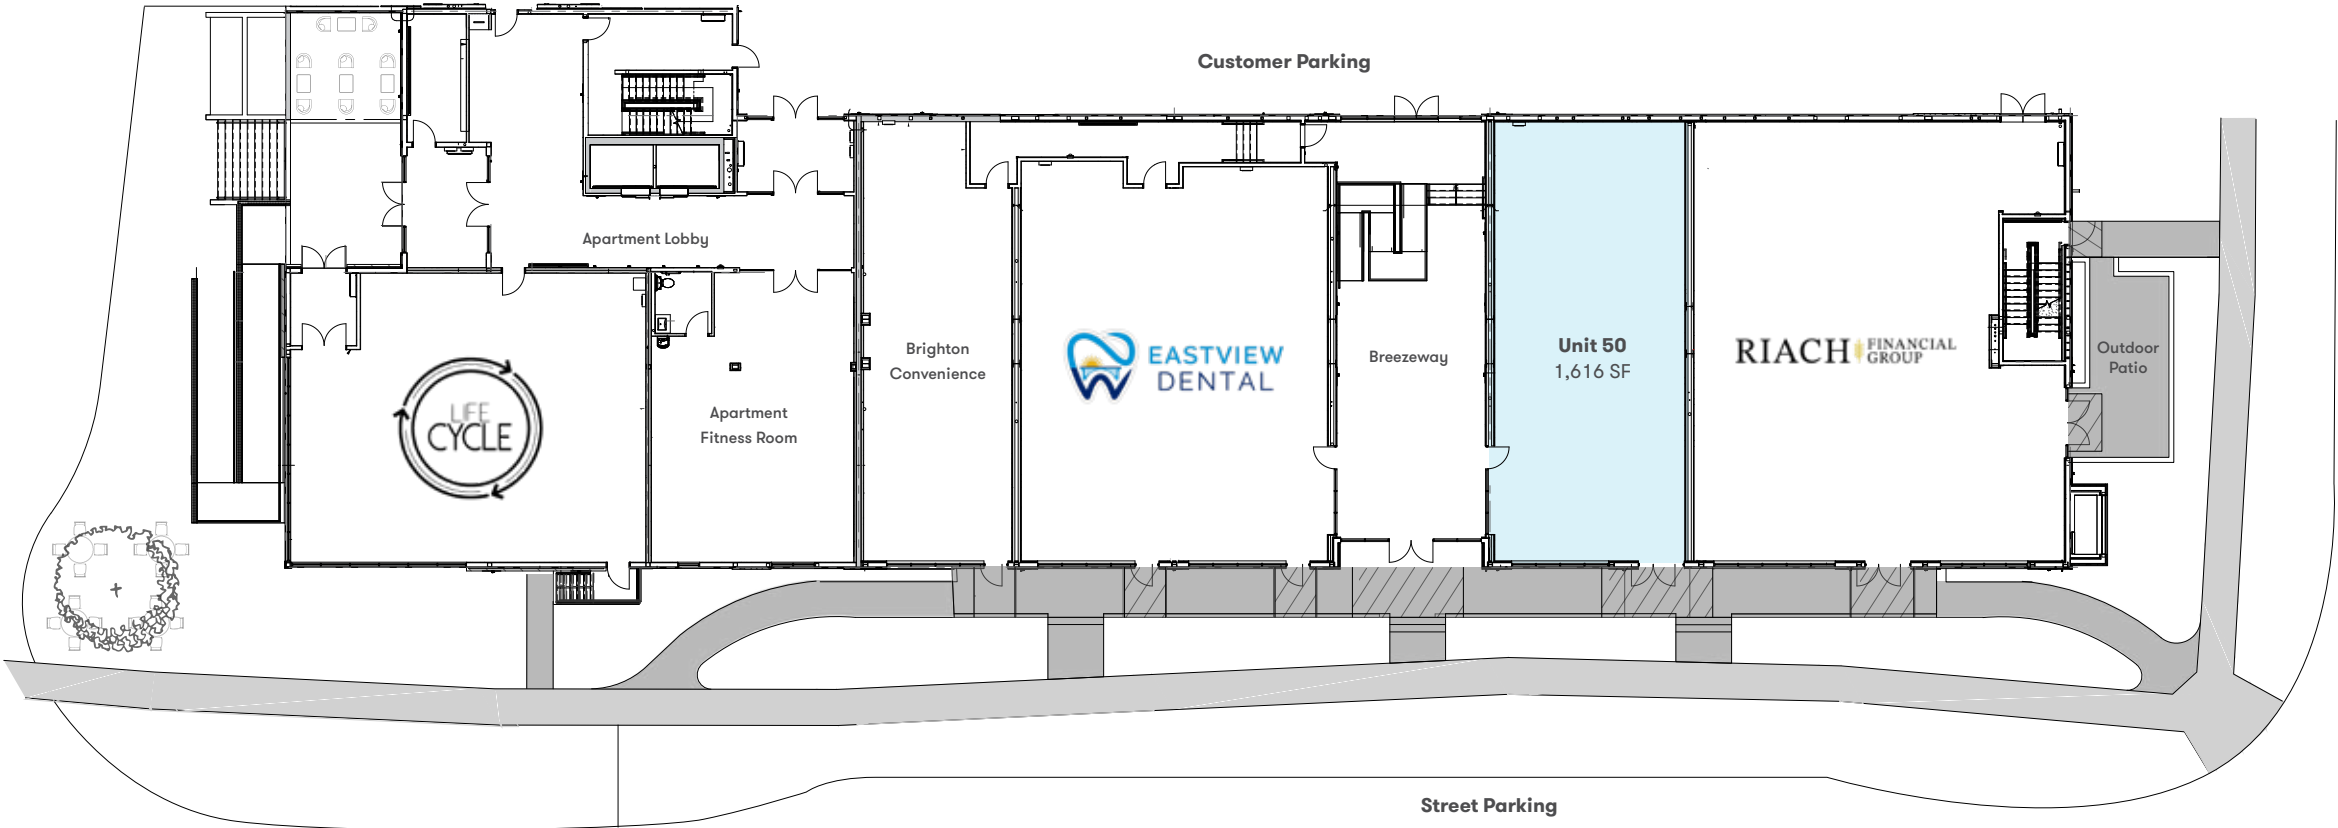 Customer Parking
Apartment Lobby
LIFE
CYCLE
Apartment
Fitness Room
Brighton
Convenience
EASTVIEW
DENTAL
Breezeway
Unit 50
1,616 SF
RIACH FINANCIAL
GROUP
Outdoor
Patio
Street Parking